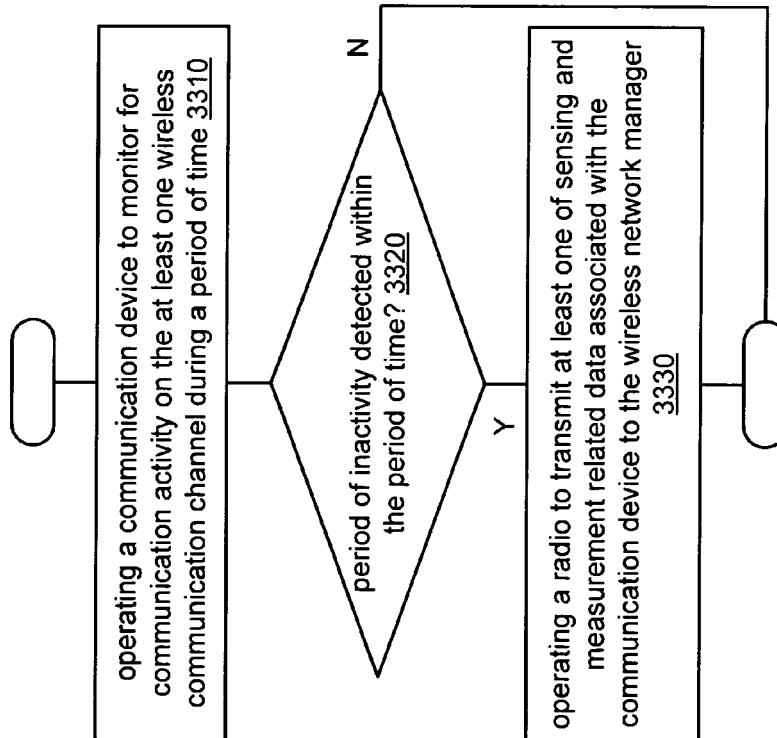 operating a communication device to monitor for
communication activity on the at least one wireless
communication channel during a period of time 3310
period of inactivity detected within
the period of time? 3320
N
Y
operating a radio to transmit at least one of sensing and
measurement related data associated with the
communication device to the wireless network manager
3330